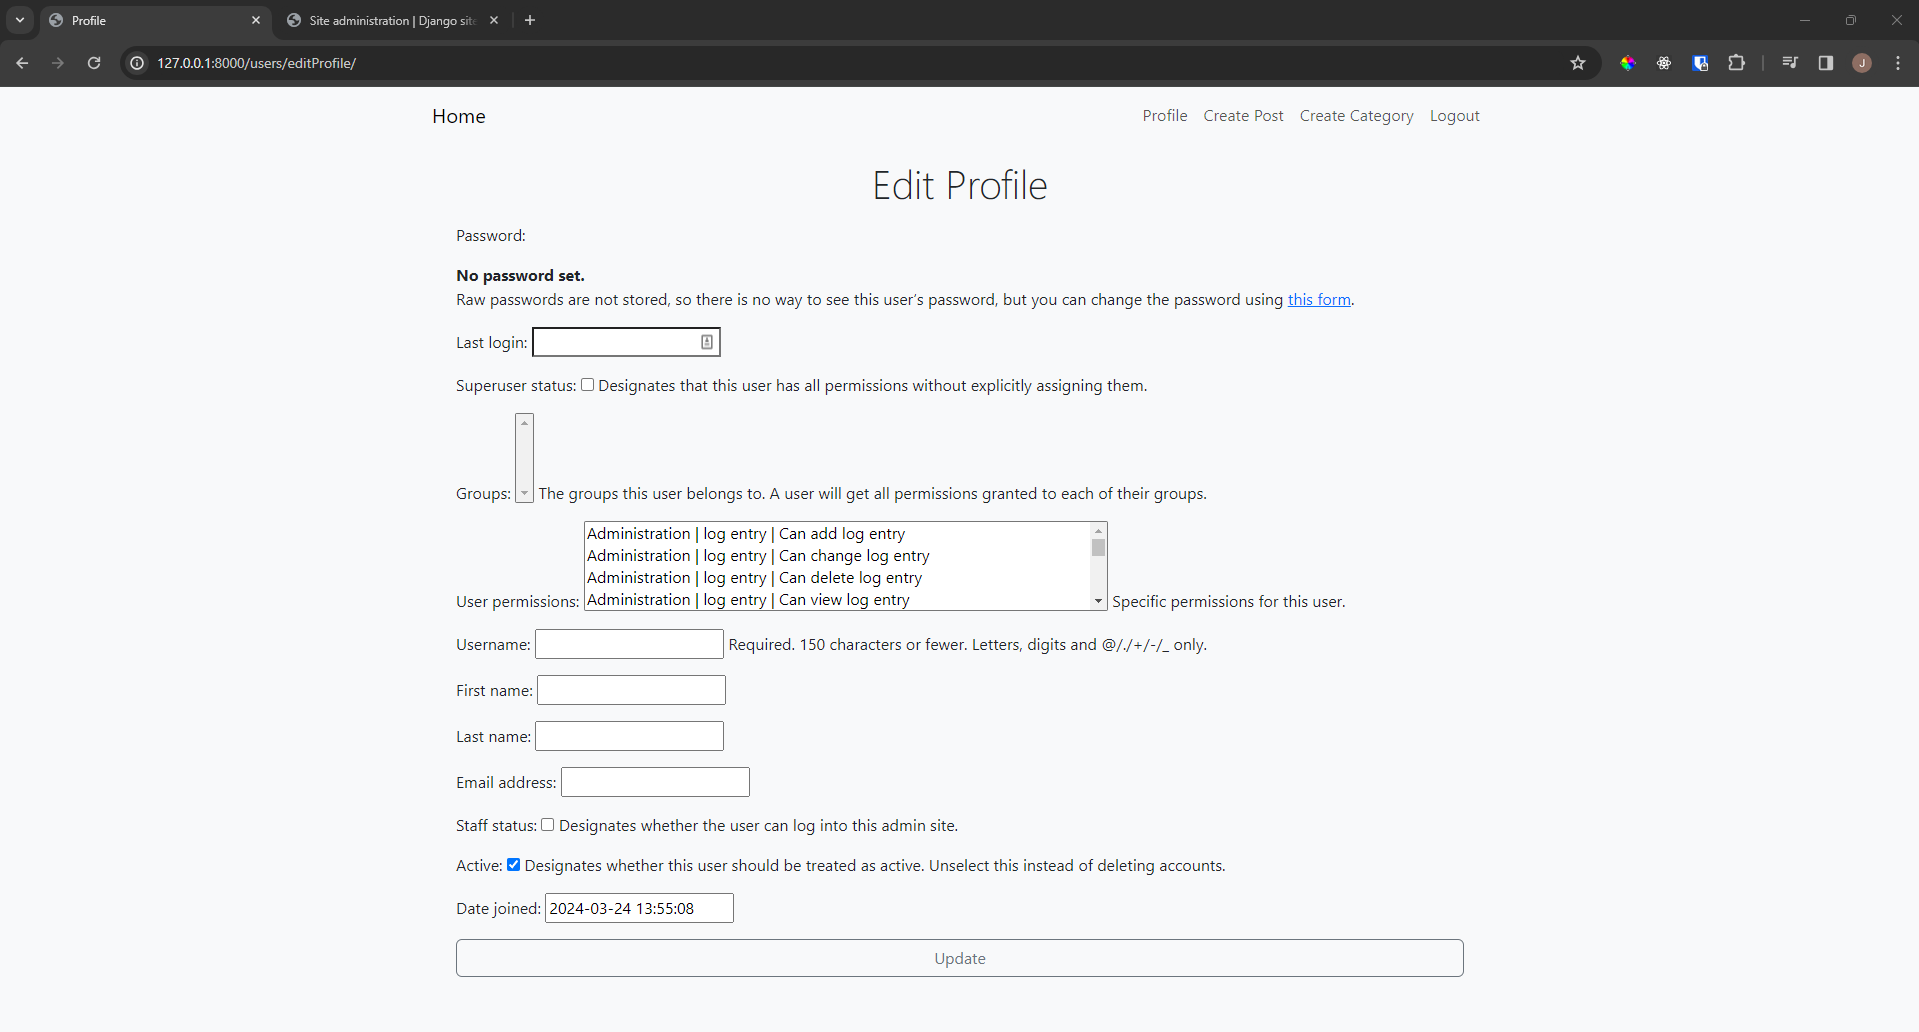 Profile
Site administration | Django site
127.0.0.1:8000/users/editProfile/
J
Home
Profile Create Post Create Category Logout
Edit Profile
Password:
No password set.
Raw passwords are not stored, so there is no way to see this user’s password, but you can change the password using this form.
Last login:
Superuser status: Designates that this user has all permissions without explicitly assigning them.
Groups: The groups this user belongs to. A user will get all permissions granted to each of their groups.
Administration | log entry | Can add log entry
Administration | log entry | Can change log entry
Administration | log entry | Can delete log entry
Administration | log entry | Can view log entry
User permissions: Specific permissions for this user.
Username: Required. 150 characters or fewer. Letters, digits and @/./+/-/_ only.
First name:
Last name:
Email address:
Staff status: Designates whether the user can log into this admin site.
Active: Designates whether this user should be treated as active. Unselect this instead of deleting accounts.
Date joined: 2024-03-24 13:55:08
Update